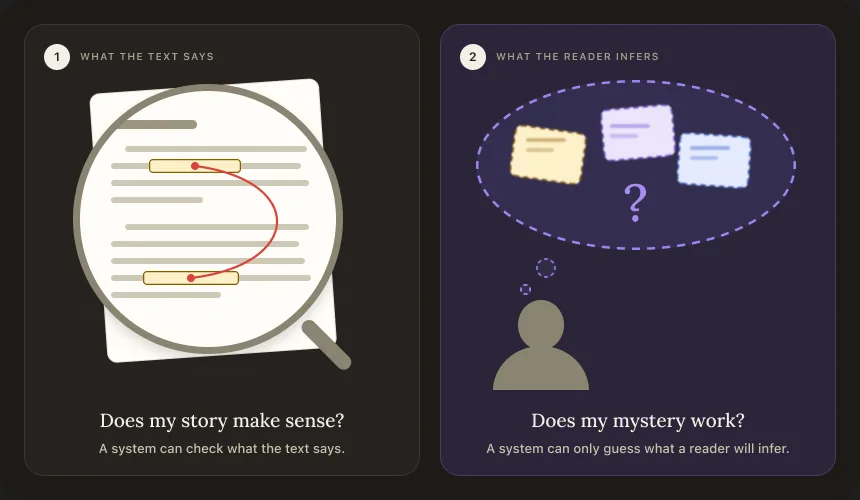 1 WHAT THE TEXT SAYS
Does my story make sense?
A system can check what the text says.
2 WHAT THE READER INFERS
?
Does my mystery work?
A system can only guess what a reader will infer.